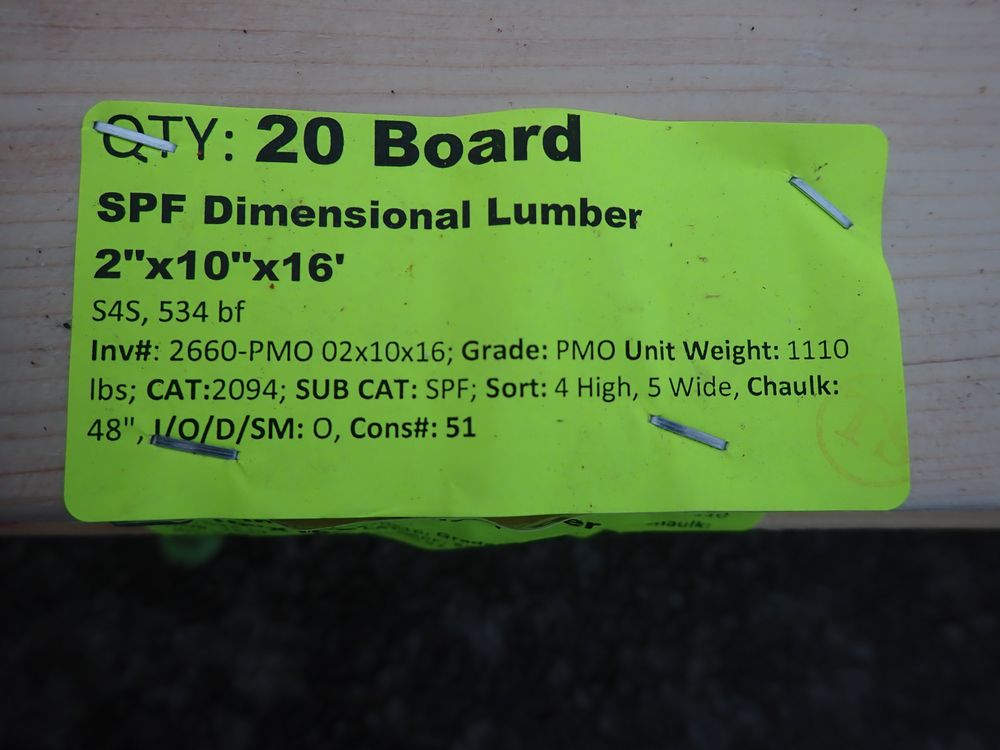 QTY: 20 Board
SPF Dimensional Lumber
2"x10"x16'
S4S, 534 bf
Inv#: 2660-PMO 02x10x16; Grade: PMO Unit Weight: 1110
lbs; CAT:2094; SUB CAT: SPF; Sort: 4 High, 5 Wide, Chaulk:
48", I/O/D/SM: O, Cons#: 51